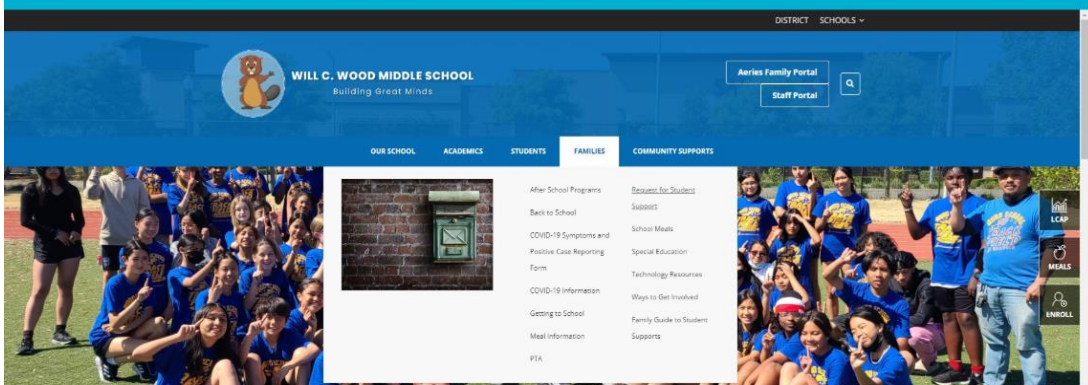 DISTRICT SCHOOLS
WILL C. WOOD MIDDLE SCHOOL
Building Great Minds
Aeries Family Portal
Staff Portal
OUR SCHOOL ACADEMICS STUDENTS FAMILIES COMMUNITY SUPPORTS
After School Programs
Back to School
COVID-19 Symptoms and
Positive Case Reporting
Form
COVID-19 Information
Getting to School
Meal Information
PTA
Request for Student
Support
School Meals
Special Education
Technology Resources
Ways to Get Involved
Family Guide to Student
Supports
LCAP
MEALS
ENROLL